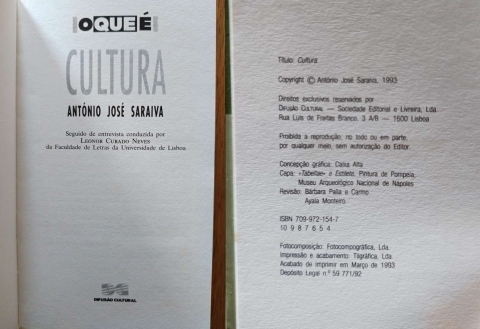 O QUE É
CULTURA
ANTÓNIO JOSÉ SARAIVA
Seguido de entrevista conduzida por
LEONOR CURADO NEVES
da Faculdade de Letras da Universidade de Lisboa
DIFUSÃO CULTURAL
Título: Cultura
Copyright © António José Saraiva, 1993
Direitos exclusivos reservados por
DIFUSÃO CULTURAL — Sociedade Editorial e Livreira, Lda.
Rua Luís de Freitas Branco, 3 A/B — 1600 Lisboa
Proibida a reprodução, no todo ou em parte,
por qualquer meio, sem autorização do Editor.
Concepção gráfica: Caixa Alta
Capa: «Tabellae» e Estilete, Pintura de Pompeia,
Museu Arqueológico Nacional de Nápoles
Revisão: Bárbara Palla e Carmo
Ayala Monteiro
ISBN 709-972-154-7
10 9 8 7 6 5 4
Fotocomposição: Fotocompográfica, Lda.
Impressão e acabamento: Tilgráfica, Lda.
Acabado de imprimir em Março de 1993
Depósito Legal n.º 59 771/92